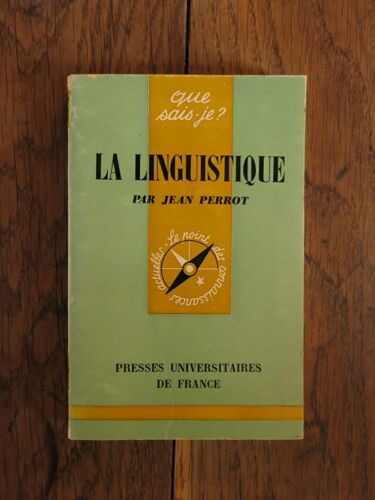 que
sais-je?
LA LINGUISTIQUE
PAR JEAN PERROT
Le point des connaissances actuelles
PRESSES UNIVERSITAIRES
DE FRANCE